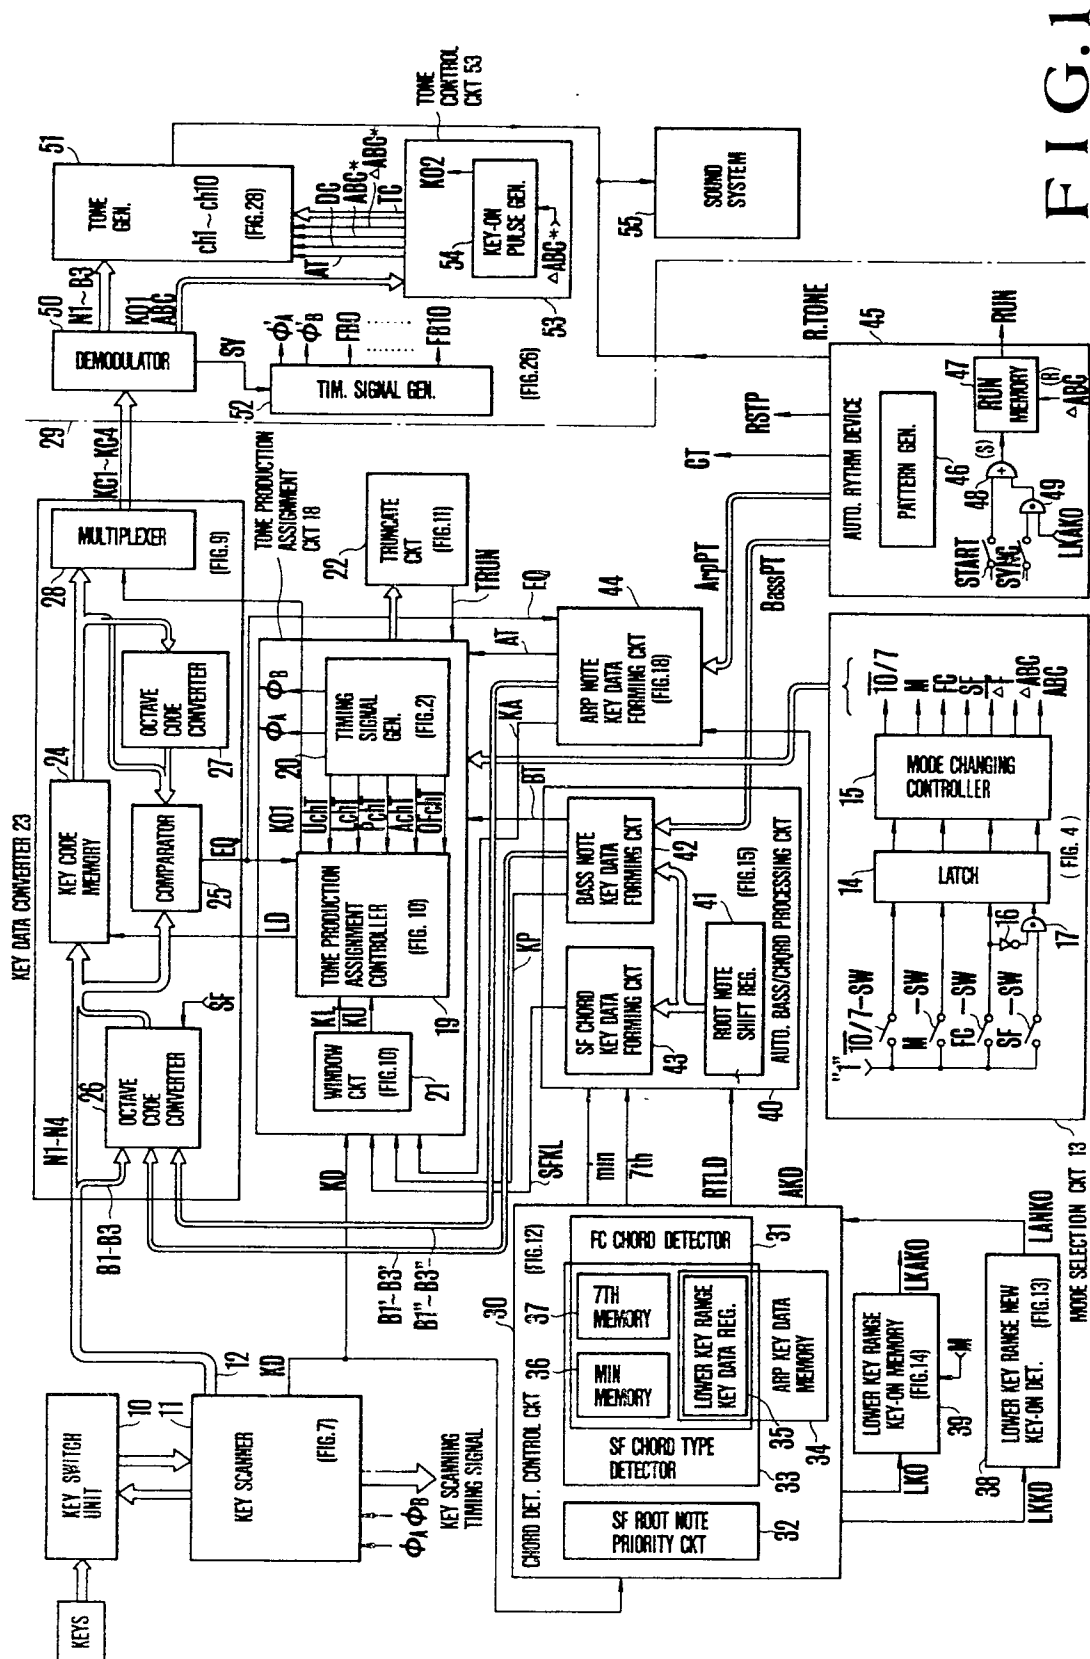 FIG.1
KEYS
KEY SWITCH
UNIT
10
11
KEY SCANNER
(FIG.7)
ϕA ϕB
KEY SCANNING
TIMING SIGNAL
12
KD
N1~N4
B1~B3
B1'~B3'
B1"~B3"
KEY DATA CONVERTER 23
26
OCTAVE
CODE
CONVERTER
SF
24
KEY CODE
MEMORY
COMPARATOR
25
EQ
OCTAVE
CODE
CONVERTER
27
28
MULTIPLEXER
(FIG.9)
KC1~KC4
29
50
DEMODULATOR
N1~B3
KO1
ABC
SY
51
TONE
GEN.
ch1~ch10
(FIG.28)
52
TIM. SIGNAL GEN.
ϕ'A
ϕ'B
FB0
FB10
(FIG.26)
AT
DC
ABC*
△ABC*
TC
TONE
CONTROL
CKT 53
KO2
54
KEY-ON
PULSE GEN.
△ABC*
53
55
SOUND
SYSTEM
TONE PRODUCTION
ASSIGNMENT
CKT 18
KD
WINDOW
CKT
(FIG.10)
21
KL
KU
LD
TONE PRODUCTION
ASSIGNMENT
CONTROLLER
(FIG. 10)
19
KO1
UchT
LchT
PchT
AchT
OFchT
ϕA
ϕB
20
TIMING
SIGNAL
GEN.
(FIG.2)
22
TRUNCATE
CKT
(FIG.11)
TRUN
EQ
AT
KA
KP
BT
SFKL
44
ARP NOTE
KEY DATA
FORMING CKT
(FIG.18)
ArpPT
BassPT
CHORD DET. CONTROL CKT 30
(FIG.12)
SF ROOT NOTE
PRIORITY CKT
32
SF CHORD TYPE
DETECTOR
33
36
MIN MEMORY
37
7TH
MEMORY
FC CHORD DETECTOR
31
LOWER KEY RANGE
KEY DATA REG.
35
ARP KEY DATA
MEMORY
34
min
7th
RTLD
AKD
SF CHORD
KEY DATA
FORMING CKT
43
BASS NOTE
KEY DATA
FORMING CKT
42
ROOT NOTE
SHIFT REG.
41
(FIG.15)
AUTO. BASS/CHORD PROCESSING CKT
40
LKO
LOWER KEY RANGE
KEY-ON MEMORY
(FIG.14)
39
M
LKAKO
LKKD
LOWER KEY RANGE NEW
KEY-ON DET.
(FIG.13)
38
LANKO
MODE SELECTION CKT 13
"1"
10/7-SW
M -SW
FC -SW
SF -SW
16
17
14
LATCH
15
MODE CHANGING
CONTROLLER
(FIG. 4)
10/7
M
FC
SF
△F
△ABC
ABC
CT
RSTP
R.TONE
AUTO. RYTHM DEVICE
45
PATTERN GEN.
46
START
SYNC
48
49
LKAKO
(S)
47
RUN
MEMORY
RUN
(R)
△ABC